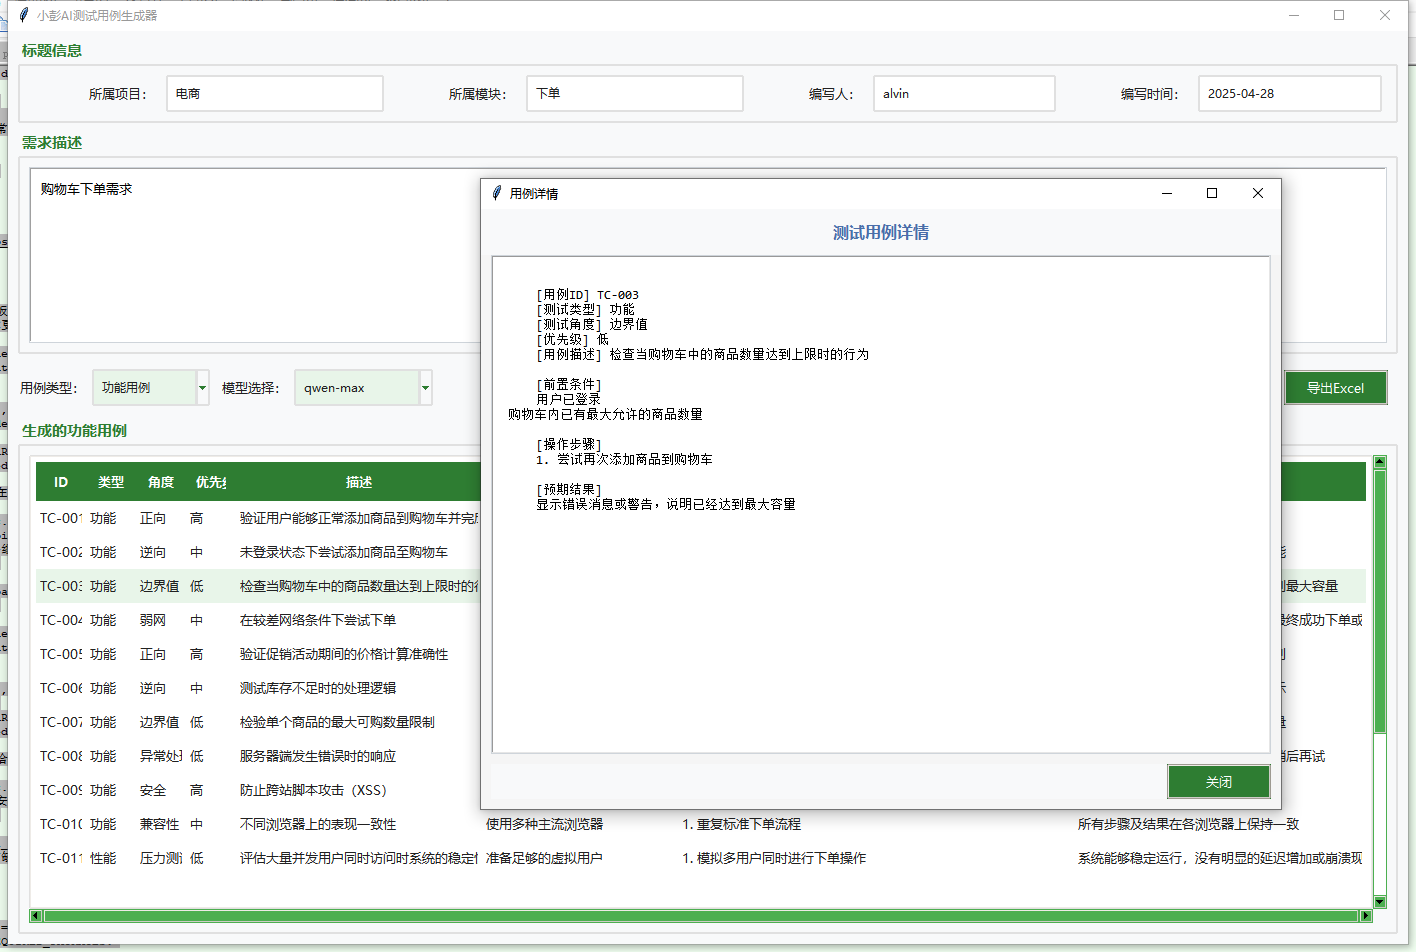 小彭AI测试用例生成器
标题信息
所属项目： 电商 所属模块： 下单 编写人： alvin 编写时间： 2025-04-28
需求描述
购物车下单需求
用例类型： 功能用例 模型选择： qwen-max 导出Excel
生成的功能用例
ID 类型 角度 优先 描述
TC-001 功能 正向 高 验证用户能够正常添加商品到购物车并完
TC-002 功能 逆向 中 未登录状态下尝试添加商品至购物车
TC-003 功能 边界值 低 检查当购物车中的商品数量达到上限时的 最大容量
TC-004 功能 弱网 中 在较差网络条件下尝试下单 终成功下单或
TC-005 功能 正向 高 验证促销活动期间的价格计算准确性
TC-006 功能 逆向 中 测试库存不足时的处理逻辑
TC-007 功能 边界值 低 检验单个商品的最大可购数量限制
TC-008 功能 异常处 低 服务器端发生错误时的响应 后再试
TC-009 功能 安全 高 防止跨站脚本攻击（XSS）
TC-010 功能 兼容性 中 不同浏览器上的表现一致性 使用多种主流浏览器 1. 重复标准下单流程 所有步骤及结果在各浏览器上保持一致
TC-011 性能 压力测 低 评估大量并发用户同时访问时系统的稳定 准备足够的虚拟用户 1. 模拟多用户同时进行下单操作 系统能够稳定运行，没有明显的延迟增加或崩溃现
用例详情
测试用例详情
[用例ID] TC-003
[测试类型] 功能
[测试角度] 边界值
[优先级] 低
[用例描述] 检查当购物车中的商品数量达到上限时的行为
[前置条件]
用户已登录
购物车内已有最大允许的商品数量
[操作步骤]
1. 尝试再次添加商品到购物车
[预期结果]
显示错误消息或警告，说明已经达到最大容量
关闭